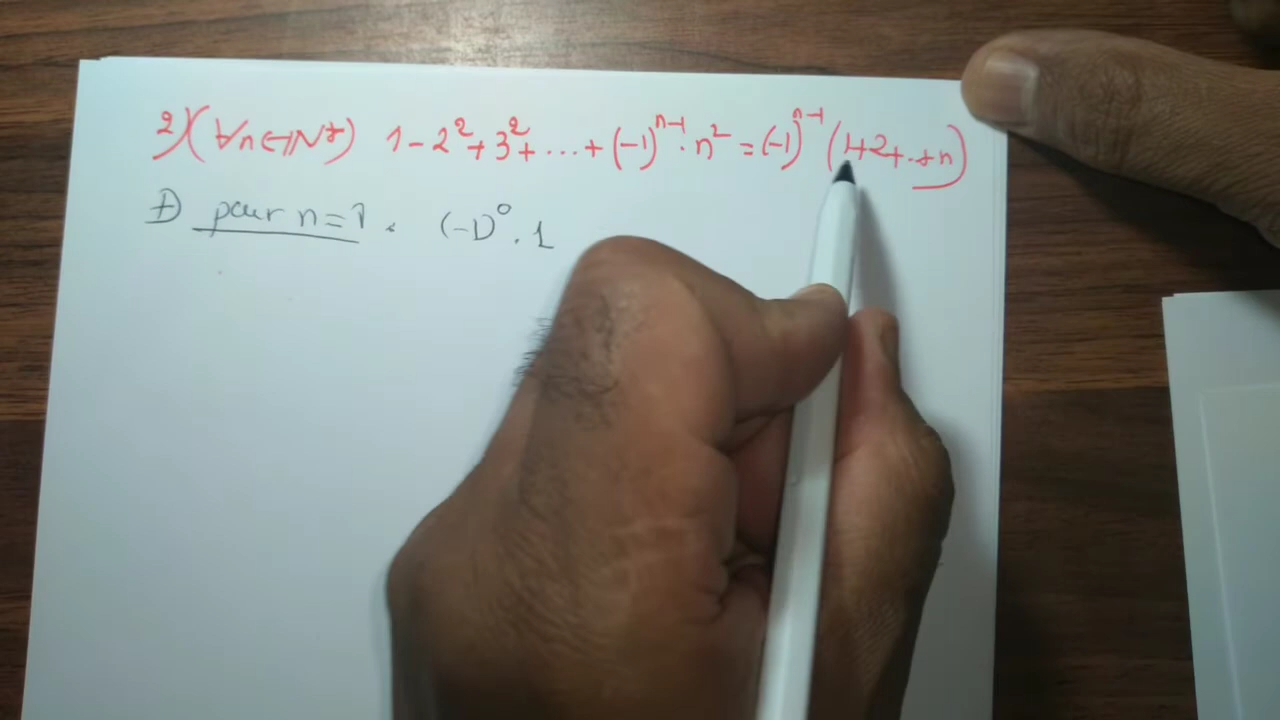 2) (∀n∈ℕ*) 1-2²+3²+...+(-1)ⁿ⁻¹.n²=(-1)ⁿ⁻¹(1+2+..+n)
I) pour n=1. (-1)⁰.1